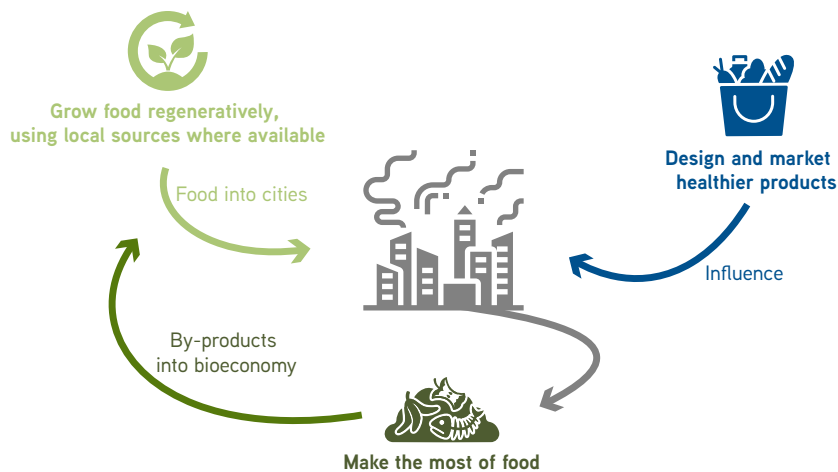 Grow food regeneratively,
using local sources where available
Food into cities
Design and market
healthier products
Influence
By-products
into bioeconomy
Make the most of food